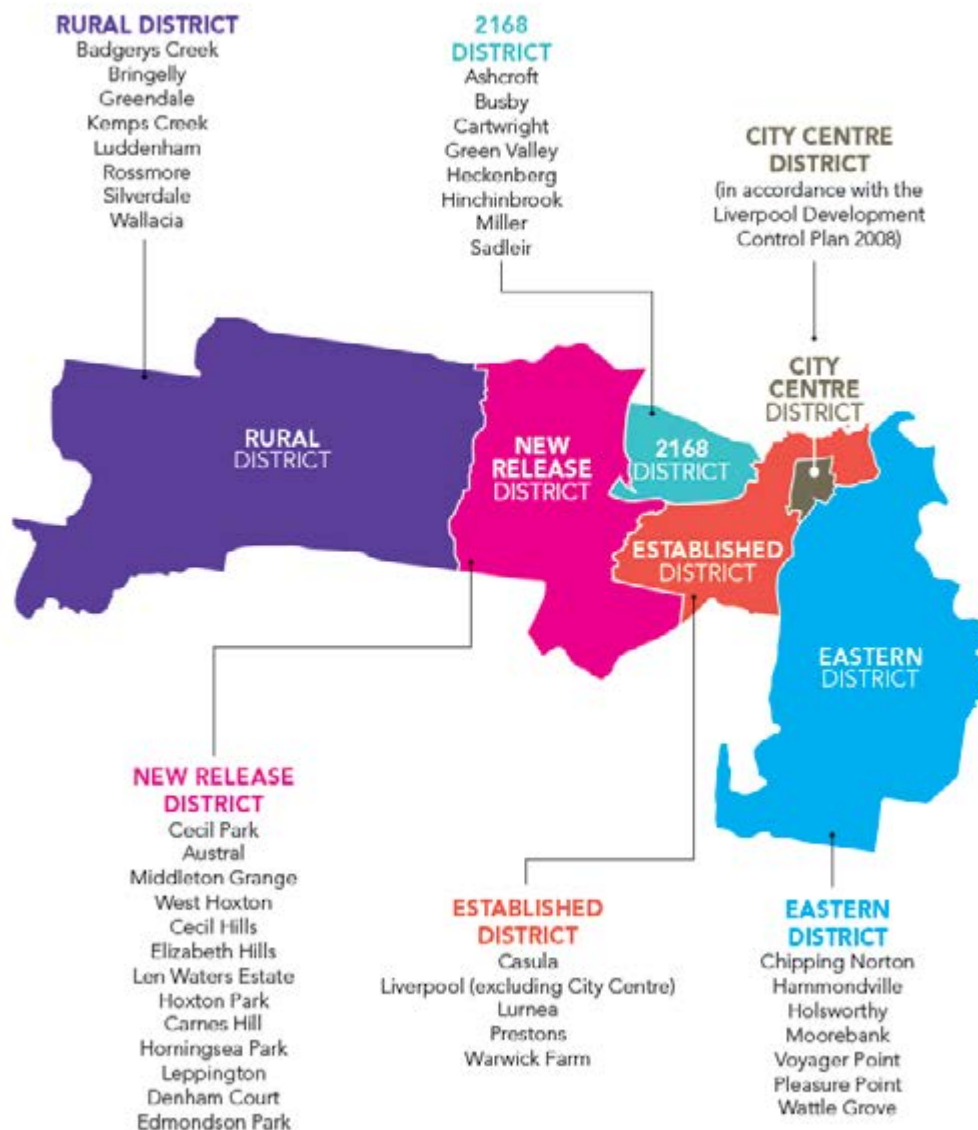 RURAL DISTRICT
Badgerys Creek
Bringelly
Greendale
Kemps Creek
Luddenham
Rossmore
Silverdale
Wallacia
2168
DISTRICT
Ashcroft
Busby
Cartwright
Green Valley
Heckenberg
Hinchinbrook
Miller
Sadleir
CITY CENTRE
DISTRICT
(in accordance with the
Liverpool Development
Control Plan 2008)
RURAL
DISTRICT
NEW
RELEASE
DISTRICT
2168
DISTRICT
CITY
CENTRE
DISTRICT
ESTABLISHED
DISTRICT
EASTERN
DISTRICT
NEW RELEASE
DISTRICT
Cecil Park
Austral
Middleton Grange
West Hoxton
Cecil Hills
Elizabeth Hills
Len Waters Estate
Hoxton Park
Carnes Hill
Horningsea Park
Leppington
Denham Court
Edmondson Park
ESTABLISHED
DISTRICT
Casula
Liverpool (excluding City Centre)
Lurnea
Prestons
Warwick Farm
EASTERN
DISTRICT
Chipping Norton
Hammondville
Holsworthy
Moorebank
Voyager Point
Pleasure Point
Wattle Grove